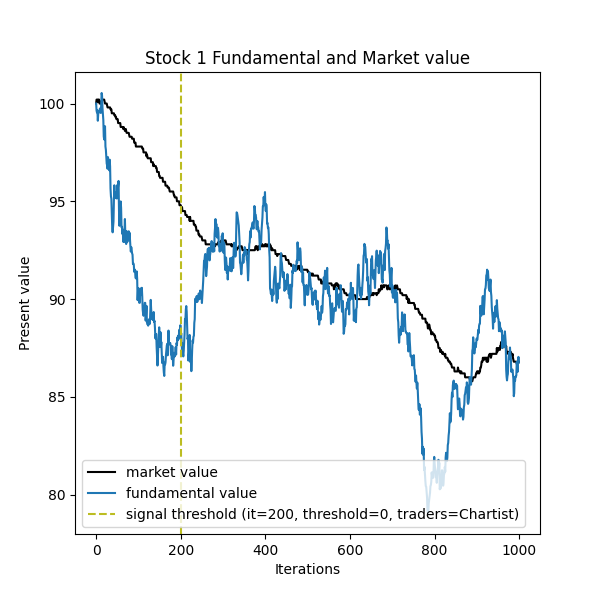 Stock 1 Fundamental and Market value
Present value
100
95
90
85
80
market value
fundamental value
signal threshold (it=200, threshold=0, traders=Chartist)
0 200 400 600 800 1000
Iterations